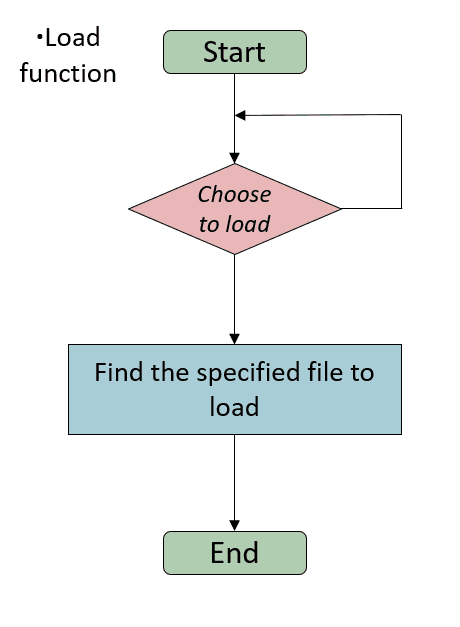 •Load
function
Start
Choose
to load
Find the specified file to
load
End